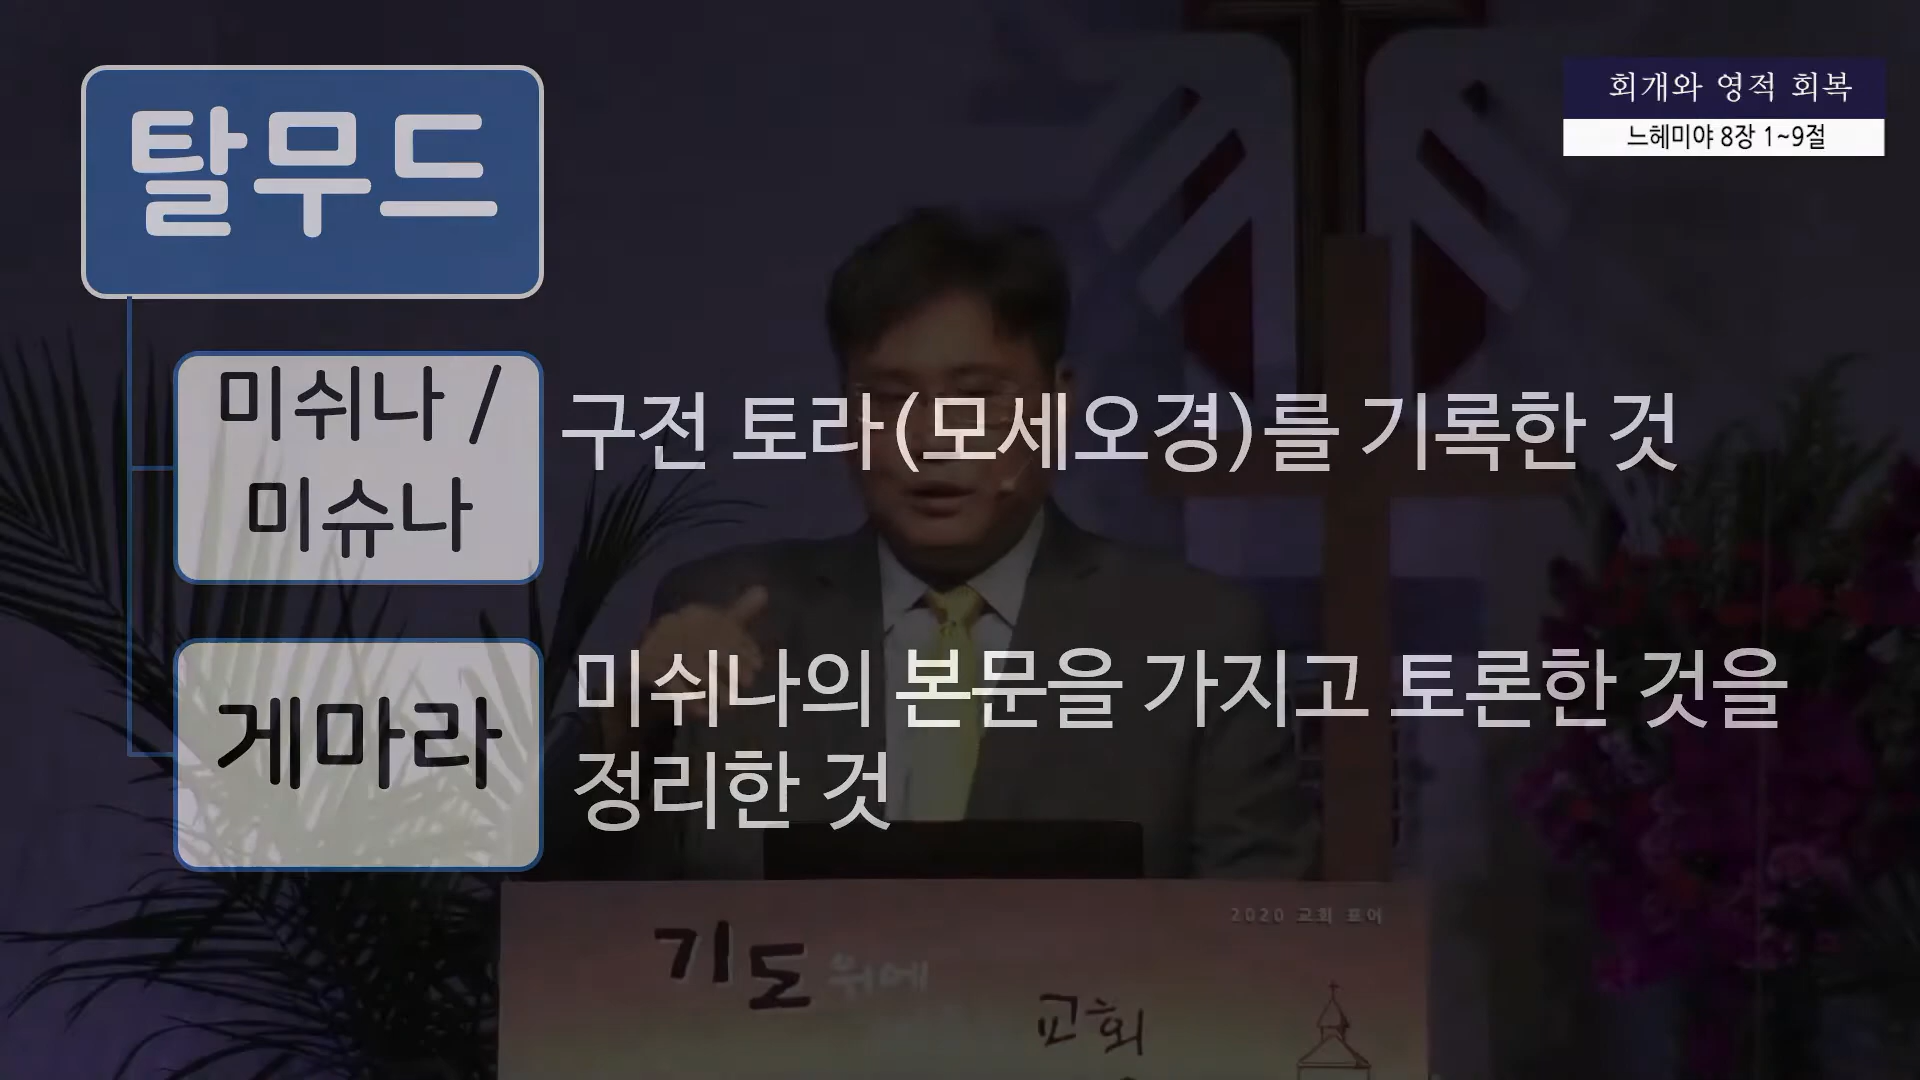 탈무드
회개와 영적 회복
느헤미야 8장 1~9절
미쉬나 /
미슈나
구전 토라(모세오경)를 기록한 것
게마라
미쉬나의 본문을 가지고 토론한 것을
정리한 것
2020 교회 표어
기도 위에
교회